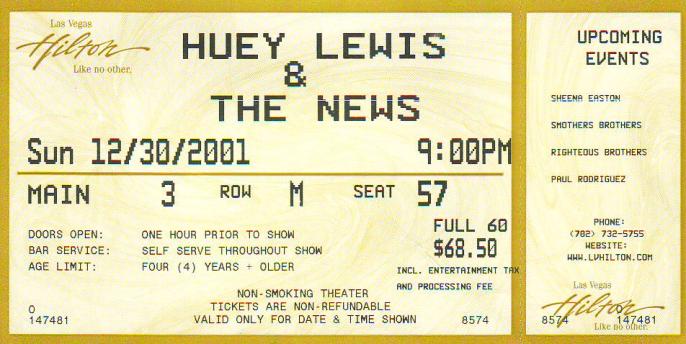 Las Vegas
Hilton
Like no other.
HUEY LEWIS
&
THE NEWS
Sun 12/30/2001 9:00PM
MAIN 3 ROW M SEAT 57
DOORS OPEN: ONE HOUR PRIOR TO SHOW
BAR SERVICE: SELF SERVE THROUGHOUT SHOW
AGE LIMIT: FOUR (4) YEARS + OLDER
FULL 60
$68.50
INCL. ENTERTAINMENT TAX
AND PROCESSING FEE
NON-SMOKING THEATER
TICKETS ARE NON-REFUNDABLE
VALID ONLY FOR DATE & TIME SHOWN
0
147481
8574
UPCOMING
EVENTS
SHEENA EASTON
SMOTHERS BROTHERS
RIGHTEOUS BROTHERS
PAUL RODRIGUEZ
PHONE:
(702) 732-5755
WEBSITE:
WWW.LVHILTON.COM
Las Vegas
Hilton
8574 147481
Like no other.